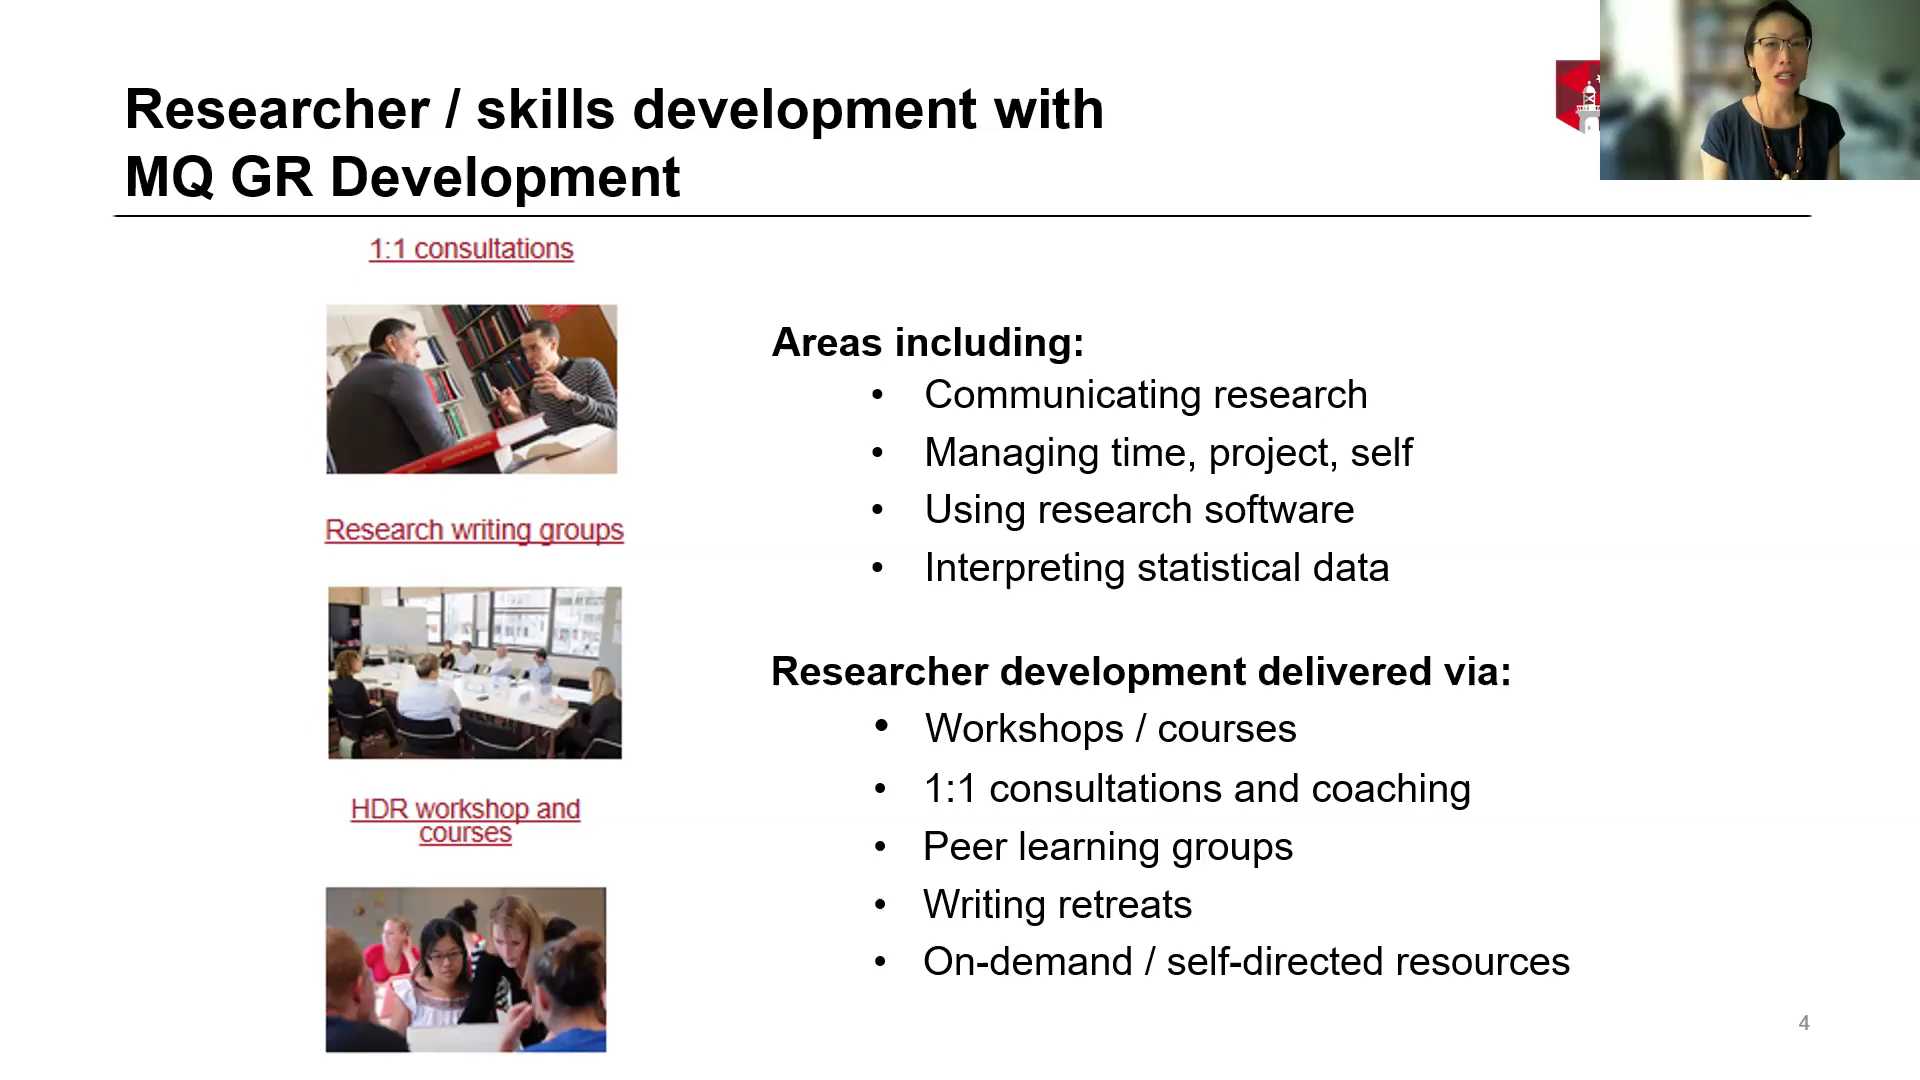 Researcher / skills development with
MQ GR Development
1:1 consultations
Research writing groups
HDR workshop and
courses
Areas including:
• Communicating research
• Managing time, project, self
• Using research software
• Interpreting statistical data
Researcher development delivered via:
• Workshops / courses
• 1:1 consultations and coaching
• Peer learning groups
• Writing retreats
• On-demand / self-directed resources
4